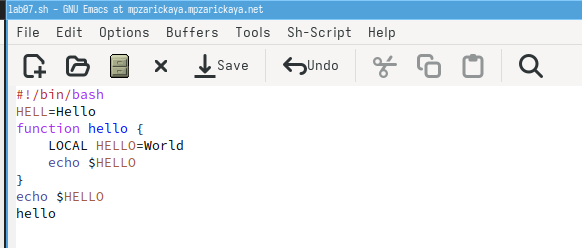 lab07.sh – GNU Emacs at mpzarickaya.mpzarickaya.net
File Edit Options Buffers Tools Sh-Script Help
Save Undo
#!/bin/bash
HELL=Hello
function hello {
    LOCAL HELLO=World
    echo $HELLO
}
echo $HELLO
hello